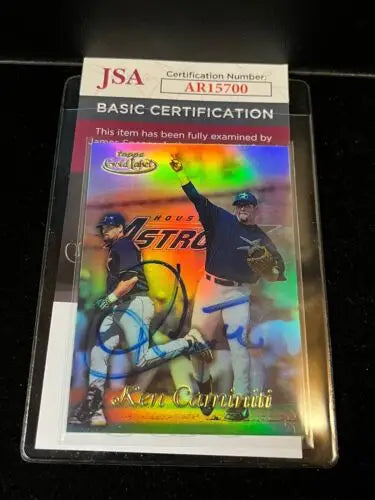 JSA
Certification Number:
AR15700
BASIC CERTIFICATION
This item has been fully examined by
Topps
Gold Label
HOUS
ASTRO
Ken Caminiti